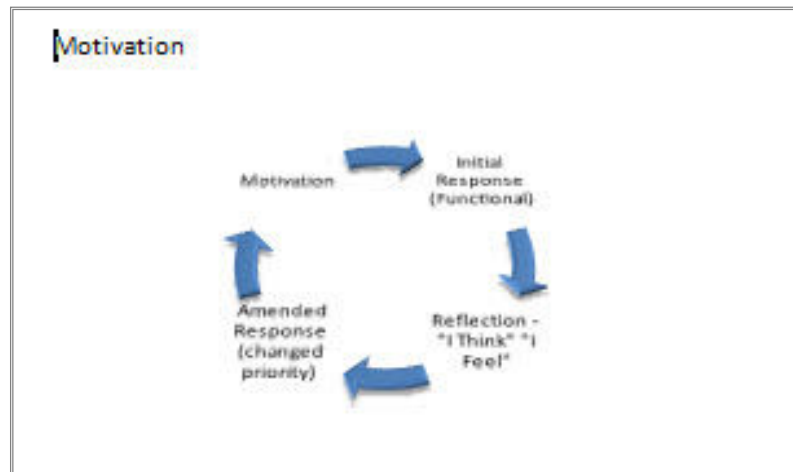 Motivation
Motivation
Initial
Response
(Functional)
Reflection -
"I Think" "I
Feel"
Amended
Response
(changed
priority)